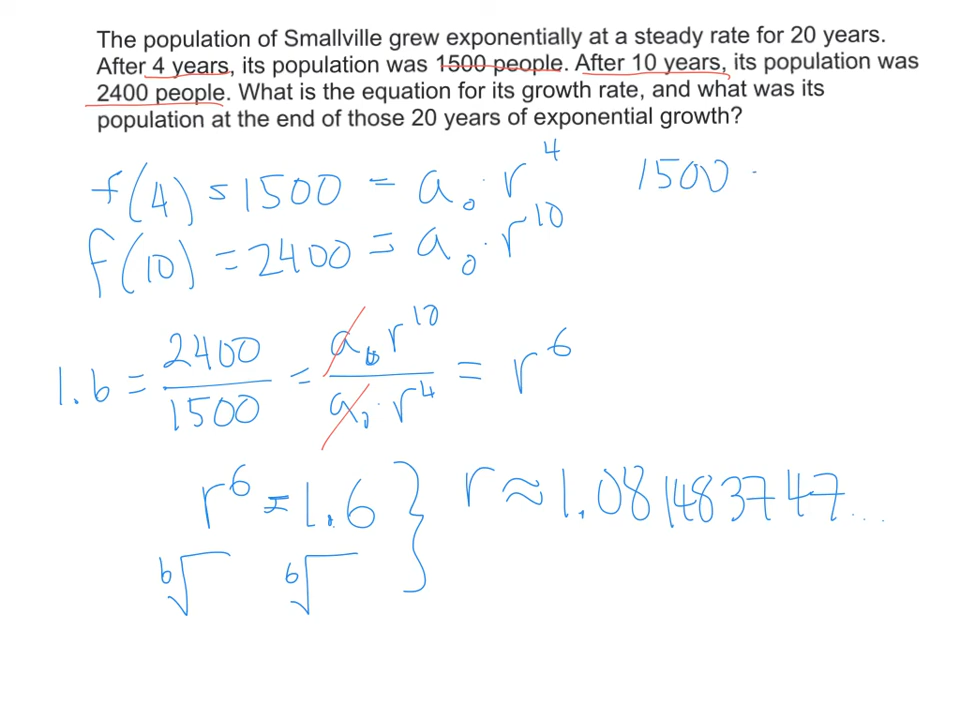 The population of Smallville grew exponentially at a steady rate for 20 years.
After 4 years, its population was 1500 people. After 10 years, its population was
2400 people. What is the equation for its growth rate, and what was its
population at the end of those 20 years of exponential growth?
f(4) = 1500 = a₀ · r⁴ 1500 ·
f(10) = 2400 = a₀ · r¹⁰
1.6 = 2400/1500 = a₀ r¹⁰/a₀ · r⁴ = r⁶
r⁶ = 1.6 } r ≈ 1.081483747...
⁶√ ⁶√